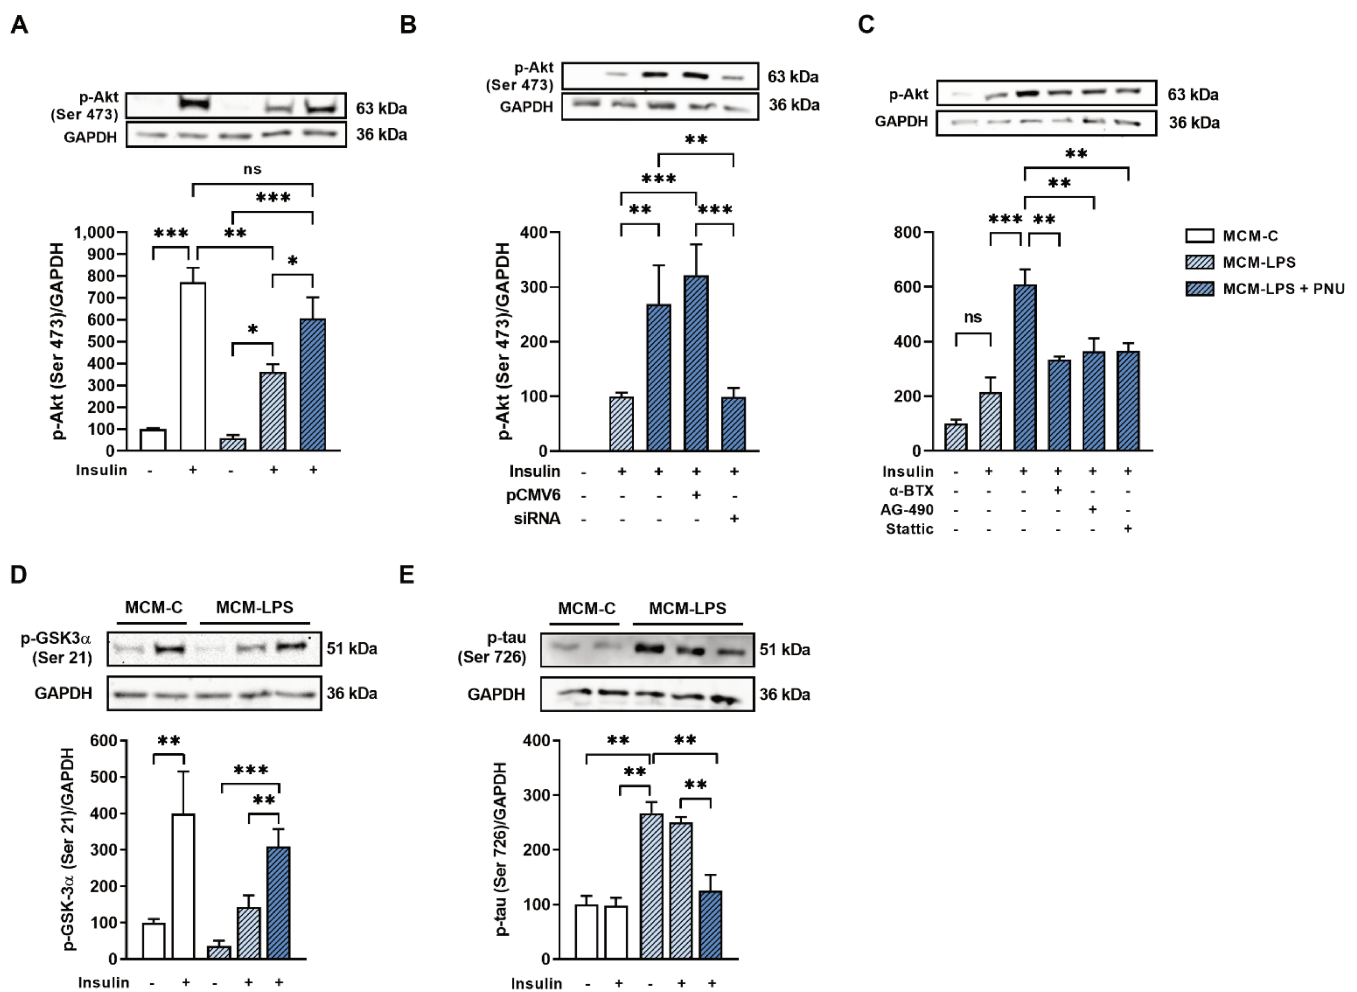 A
p-Akt
(Ser 473)
63 kDa
GAPDH
36 kDa
ns
***
***
**
*
*
p-Akt (Ser 473)/GAPDH
1,000
900
800
700
600
500
400
300
200
100
0
Insulin - + - + +
B
p-Akt
(Ser 473)
63 kDa
GAPDH
36 kDa
**
***
**
***
p-Akt (Ser 473)/GAPDH
400
300
200
100
0
Insulin - + + + +
pCMV6 - - - + -
siRNA - - - - +
C
p-Akt
63 kDa
GAPDH
36 kDa
**
**
***
**
ns
800
600
400
200
0
Insulin - + + + + +
α-BTX - - - + - -
AG-490 - - - - + -
Stattic - - - - - +
MCM-C
MCM-LPS
MCM-LPS + PNU
D
MCM-C MCM-LPS
p-GSK3α
(Ser 21)
51 kDa
GAPDH
36 kDa
**
***
**
p-GSK-3α (Ser 21)/GAPDH
600
500
400
300
200
100
0
Insulin - + - + +
E
MCM-C MCM-LPS
p-tau
(Ser 726)
51 kDa
GAPDH
36 kDa
**
**
**
**
p-tau (Ser 726)/GAPDH
400
300
200
100
0
Insulin - + - + +